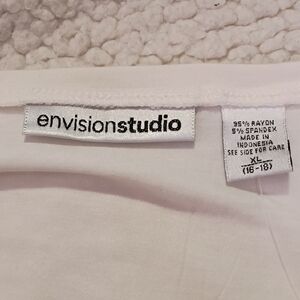 envisionstudio
95% RAYON
5% SPANDEX
MADE IN
INDONESIA
SEE SIDE FOR CARE
XL
(16-18)